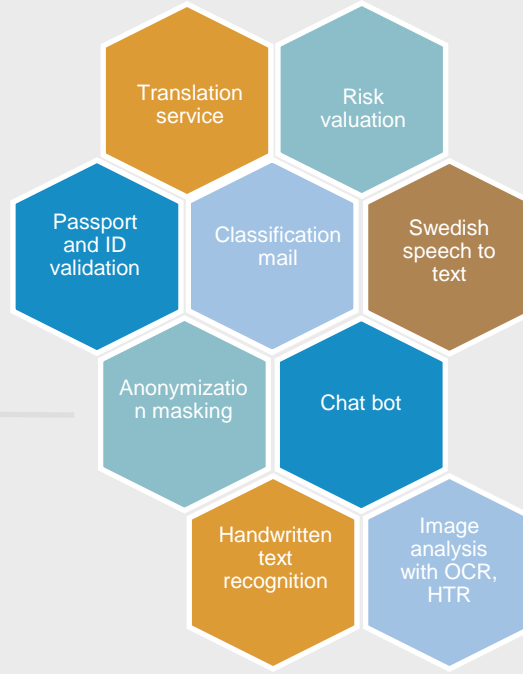 Translation
service
Risk
valuation
Passport
and ID
validation
Classification
mail
Swedish
speech to
text
Anonymizatio
n masking
Chat bot
Handwritten
text
recognition
Image
analysis
with OCR,
HTR